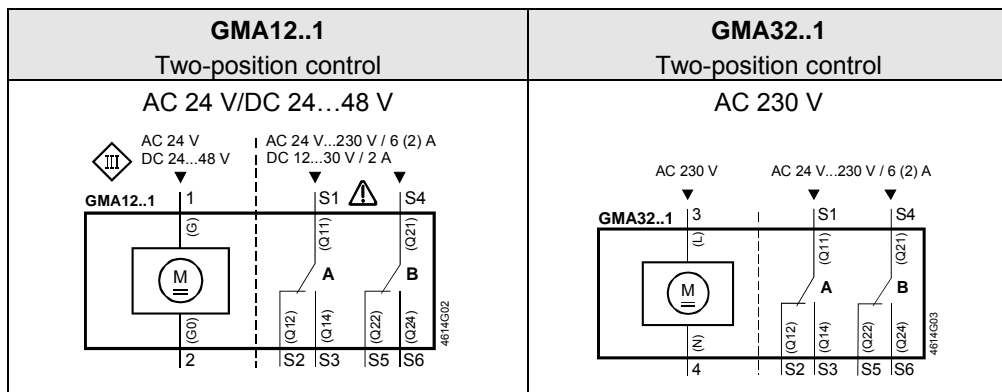 GMA12..1
Two-position control
GMA32..1
Two-position control
AC 24 V/DC 24…48 V
AC 24 V
DC 24...48 V
AC 24 V...230 V / 6 (2) A
DC 12...30 V / 2 A
III
GMA12..1
1
S1
S4
(G)
(Q11)
(Q21)
M
A
B
(G0)
(Q12)
(Q14)
(Q22)
(Q24)
2
S2
S3
S5
S6
4614G02
AC 230 V
AC 230 V
AC 24 V...230 V / 6 (2) A
GMA32..1
3
S1
S4
(L)
(Q11)
(Q21)
M
A
B
(N)
(Q12)
(Q14)
(Q22)
(Q24)
4
S2
S3
S5
S6
4614G03